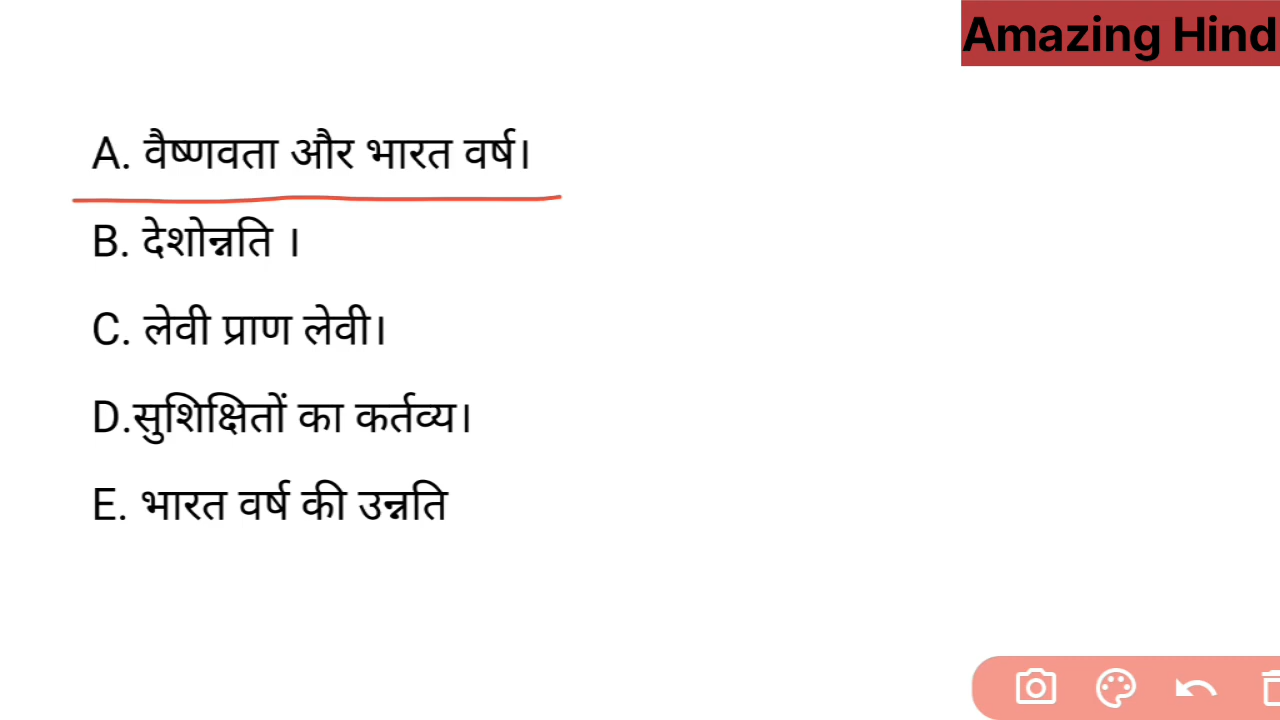 Amazing Hind
A. वैष्णवता और भारत वर्ष।
B. देशोन्नति ।
C. लेवी प्राण लेवी।
D.सुशिक्षितों का कर्तव्य।
E. भारत वर्ष की उन्नति